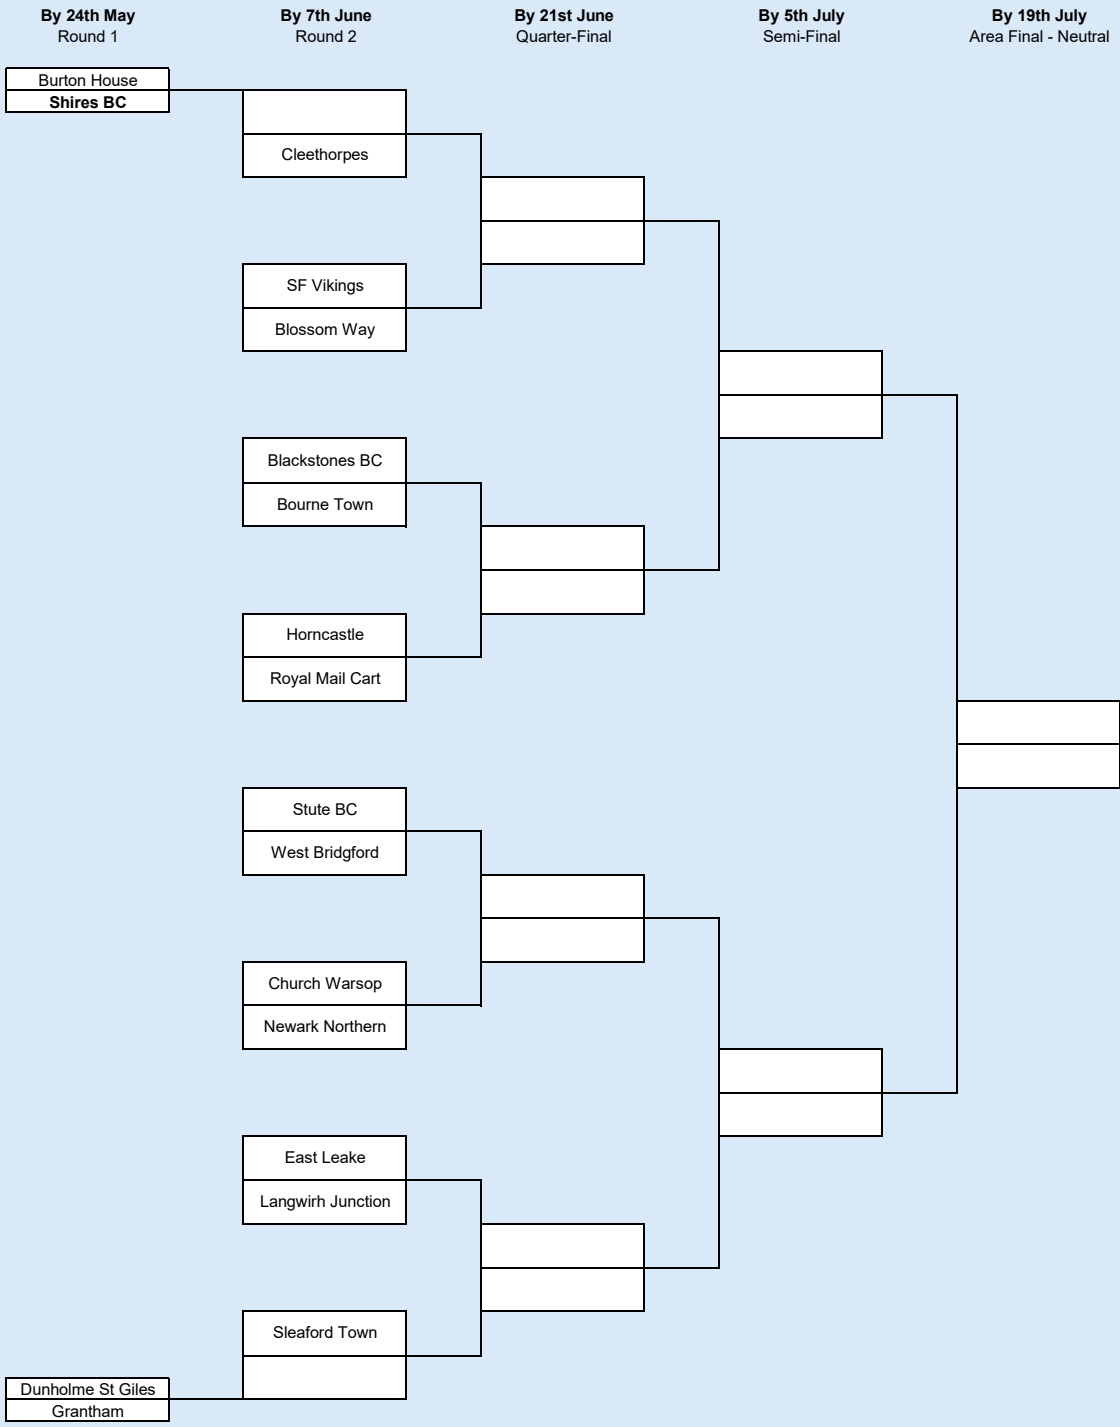 By 24th May
Round 1
By 7th June
Round 2
By 21st June
Quarter-Final
By 5th July
Semi-Final
By 19th July
Area Final - Neutral
Burton House
Shires BC
Cleethorpes
SF Vikings
Blossom Way
Blackstones BC
Bourne Town
Horncastle
Royal Mail Cart
Stute BC
West Bridgford
Church Warsop
Newark Northern
East Leake
Langwirh Junction
Sleaford Town
Dunholme St Giles
Grantham